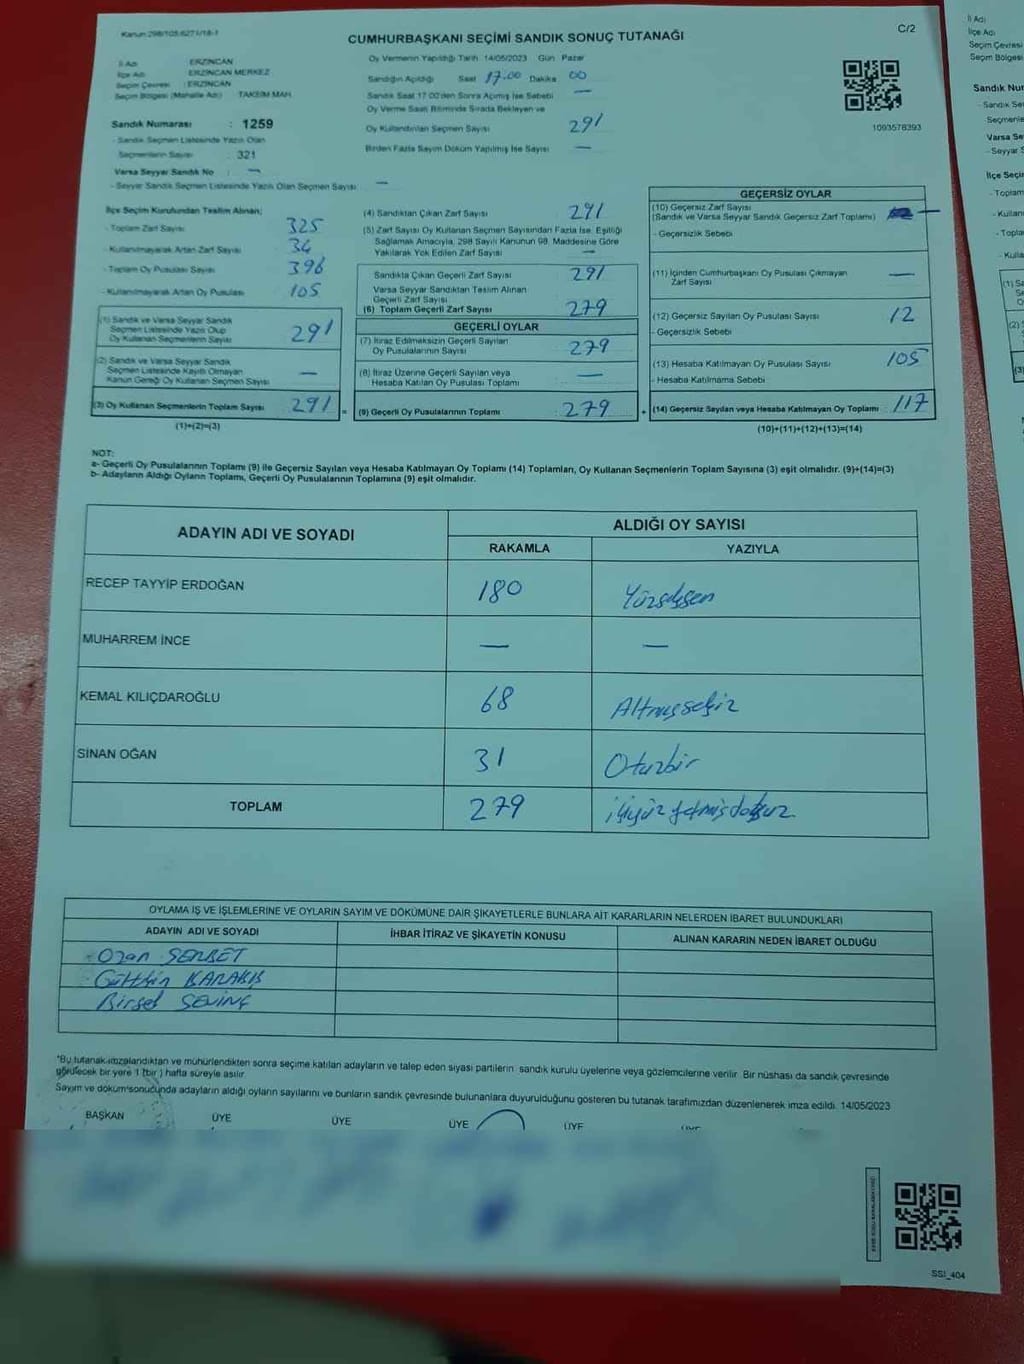 Kanun 298/105.6271/18-1
C/2
CUMHURBAŞKANI SEÇİMİ SANDIK SONUÇ TUTANAĞI
İl Adı : ERZİNCAN
İlçe Adı : ERZİNCAN MERKEZ
Seçim Çevresi : ERZİNCAN
Seçim Bölgesi (Mahalle Adı) : TAKSİM MAH.
Sandık Numarası : 1259
- Sandık Seçmen Listesinde Yazılı Olan
Seçmenlerin Sayısı : 321
Varsa Seyyar Sandık No : —
- Seyyar Sandık Seçmen Listesinde Yazılı Olan Seçmen Sayısı : —
Oy Vermenin Yapıldığı Tarih 14/05/2023 Gün Pazar
Sandığın Açıldığı Saat 17.00 Dakika 00
Sandık Saat 17:00'den Sonra Açılmış İse Sebebi —
Oy Verme Saati Bitiminde Sırada Bekleyen ve
Oy Kullandırılan Seçmen Sayısı 291
Birden Fazla Sayım Döküm Yapılmış İse Sayısı —
1093578393
İlçe Seçim Kurulundan Teslim Alınan;
- Toplam Zarf Sayısı 325
- Kullanılmayarak Artan Zarf Sayısı 34
- Toplam Oy Pusulası Sayısı 396
- Kullanılmayarak Artan Oy Pusulası 105
(1) Sandık ve Varsa Seyyar Sandık
Seçmen Listesinde Yazılı Olup
Oy Kullanan Seçmenlerin Sayısı 291
(2) Sandık ve Varsa Seyyar Sandık
Seçmen Listesinde Kayıtlı Olmayan
Kanun Gereği Oy Kullanan Seçmen Sayısı —
(3) Oy Kullanan Seçmenlerin Toplam Sayısı 291
(1)+(2)=(3)
(4) Sandıktan Çıkan Zarf Sayısı 291
(5) Zarf Sayısı Oy Kullanan Seçmen Sayısından Fazla İse, Eşitliği
Sağlamak Amacıyla, 298 Sayılı Kanunun 98. Maddesine Göre
Yakılarak Yok Edilen Zarf Sayısı —
Sandıkta Çıkan Geçerli Zarf Sayısı 291
Varsa Seyyar Sandıktan Teslim Alınan
Geçerli Zarf Sayısı
(6) Toplam Geçerli Zarf Sayısı 279
GEÇERLİ OYLAR
(7) İtiraz Edilmeksizin Geçerli Sayılan
Oy Pusulalarının Sayısı 279
(8) İtiraz Üzerine Geçerli Sayılan veya
Hesaba Katılan Oy Pusulası Toplamı —
(9) Geçerli Oy Pusulalarının Toplamı 279
GEÇERSİZ OYLAR
(10) Geçersiz Zarf Sayısı
(Sandık ve Varsa Seyyar Sandık Geçersiz Zarf Toplamı) —
- Geçersizlik Sebebi
(11) İçinden Cumhurbaşkanı Oy Pusulası Çıkmayan
Zarf Sayısı —
(12) Geçersiz Sayılan Oy Pusulası Sayısı 12
- Geçersizlik Sebebi
(13) Hesaba Katılmayan Oy Pusulası Sayısı 105
- Hesaba Katılmama Sebebi
(14) Geçersiz Sayılan veya Hesaba Katılmayan Oy Toplamı : 117
(10)+(11)+(12)+(13)=(14)
NOT:
a- Geçerli Oy Pusulalarının Toplamı (9) ile Geçersiz Sayılan veya Hesaba Katılmayan Oy Toplamı (14) Toplamları, Oy Kullanan Seçmenlerin Toplam Sayısına (3) eşit olmalıdır. (9)+(14)=(3)
b- Adayların Aldığı Oyların Toplamı, Geçerli Oy Pusulalarının Toplamına (9) eşit olmalıdır.
ADAYIN ADI VE SOYADI
ALDIĞI OY SAYISI
RAKAMLA YAZIYLA
RECEP TAYYİP ERDOĞAN 180 Yüzseksen
MUHARREM İNCE — —
KEMAL KILIÇDAROĞLU 68 Altmışsekiz
SİNAN OĞAN 31 Otuzbir
TOPLAM 279 ikiyüzyetmişdokuz
OYLAMA İŞ VE İŞLEMLERİNE VE OYLARIN SAYIM VE DÖKÜMÜNE DAİR ŞİKAYETLERLE BUNLARA AİT KARARLARIN NELERDEN İBARET BULUNDUKLARI
ADAYIN ADI VE SOYADI İHBAR İTİRAZ VE ŞİKAYETİN KONUSU ALINAN KARARIN NEDEN İBARET OLDUĞU
- Ozan SERBET
- KARAKIŞ
- Birsel SEVİNÇ
"Bu tutanak imzalandıktan ve mühürlendikten sonra seçime katılan adayların ve talep eden siyasi partilerin sandık kurulu üyelerine veya gözlemcilerine verilir. Bir nüshası da sandık çevresinde
görülecek bir yere 1 (bir ) hafta süreyle asılır.
Sayım ve döküm sonucunda adayların aldığı oyların sayılarını ve bunların sandık çevresinde bulunanlara duyurulduğunu gösteren bu tutanak tarafımızdan düzenlenerek imza edildi. 14/05/2023
BAŞKAN ÜYE ÜYE ÜYE ÜYE ÜYE
SSI_404
İl Adı
İlçe Adı
Seçim Çevresi
Seçim Bölgesi